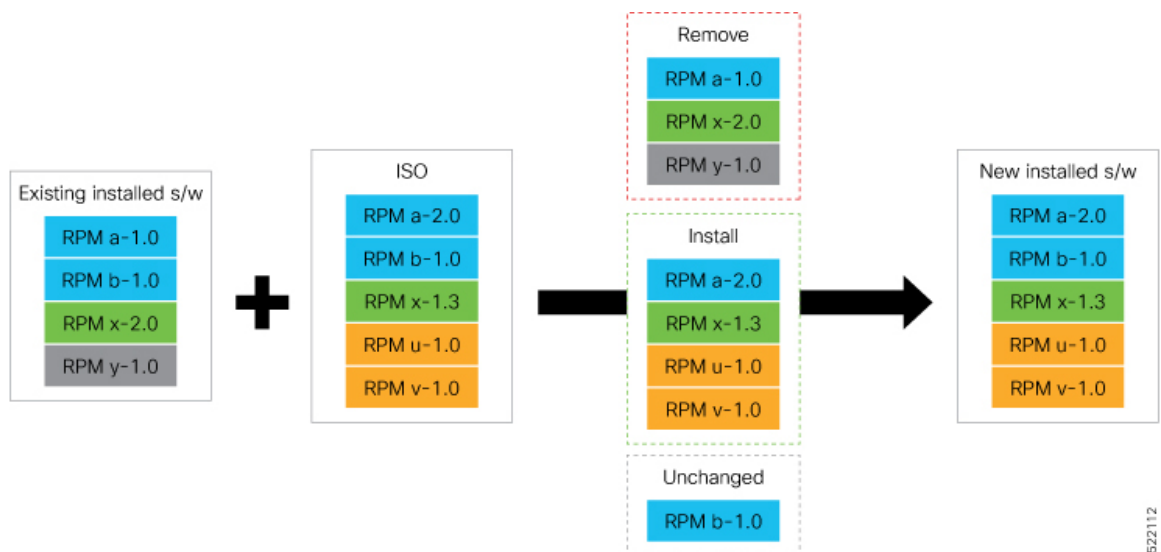 Existing installed s/w
RPM a-1.0
RPM b-1.0
RPM x-2.0
RPM y-1.0
ISO
RPM a-2.0
RPM b-1.0
RPM x-1.3
RPM u-1.0
RPM v-1.0
Remove
RPM a-1.0
RPM x-2.0
RPM y-1.0
Install
RPM a-2.0
RPM x-1.3
RPM u-1.0
RPM v-1.0
Unchanged
RPM b-1.0
New installed s/w
RPM a-2.0
RPM b-1.0
RPM x-1.3
RPM u-1.0
RPM v-1.0
522112